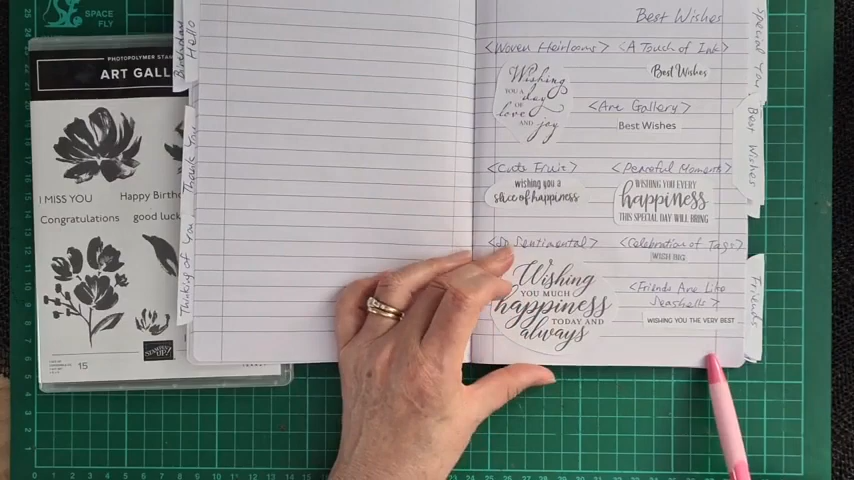 SPACE
FLY
PHOTOPOLYMER
ART GALL
I MISS YOU
Happy Birth
Congratulations
good luck
STAMPIN' UP!
15
Birthday
Hello
Thank You
Thinking of You
Best Wishes
<Woven Heirlooms>
Wishing
YOU A
day
OF
love
AND joy
<A Touch of Ink>
Best Wishes
<Art Gallery>
Best Wishes
<Cute Fruit>
wishing you a
slice of happiness
<Peaceful Moments>
WISHING YOU EVERY
happiness
THIS SPECIAL DAY WILL BRING
<So Sentimental>
Wishing
YOU MUCH
happiness
TODAY AND
always
<Celebration of Tags>
WISHING
<Friends Are Like
Seashells>
WISHING YOU THE VERY BEST
Special You
Best Wishes
Friends